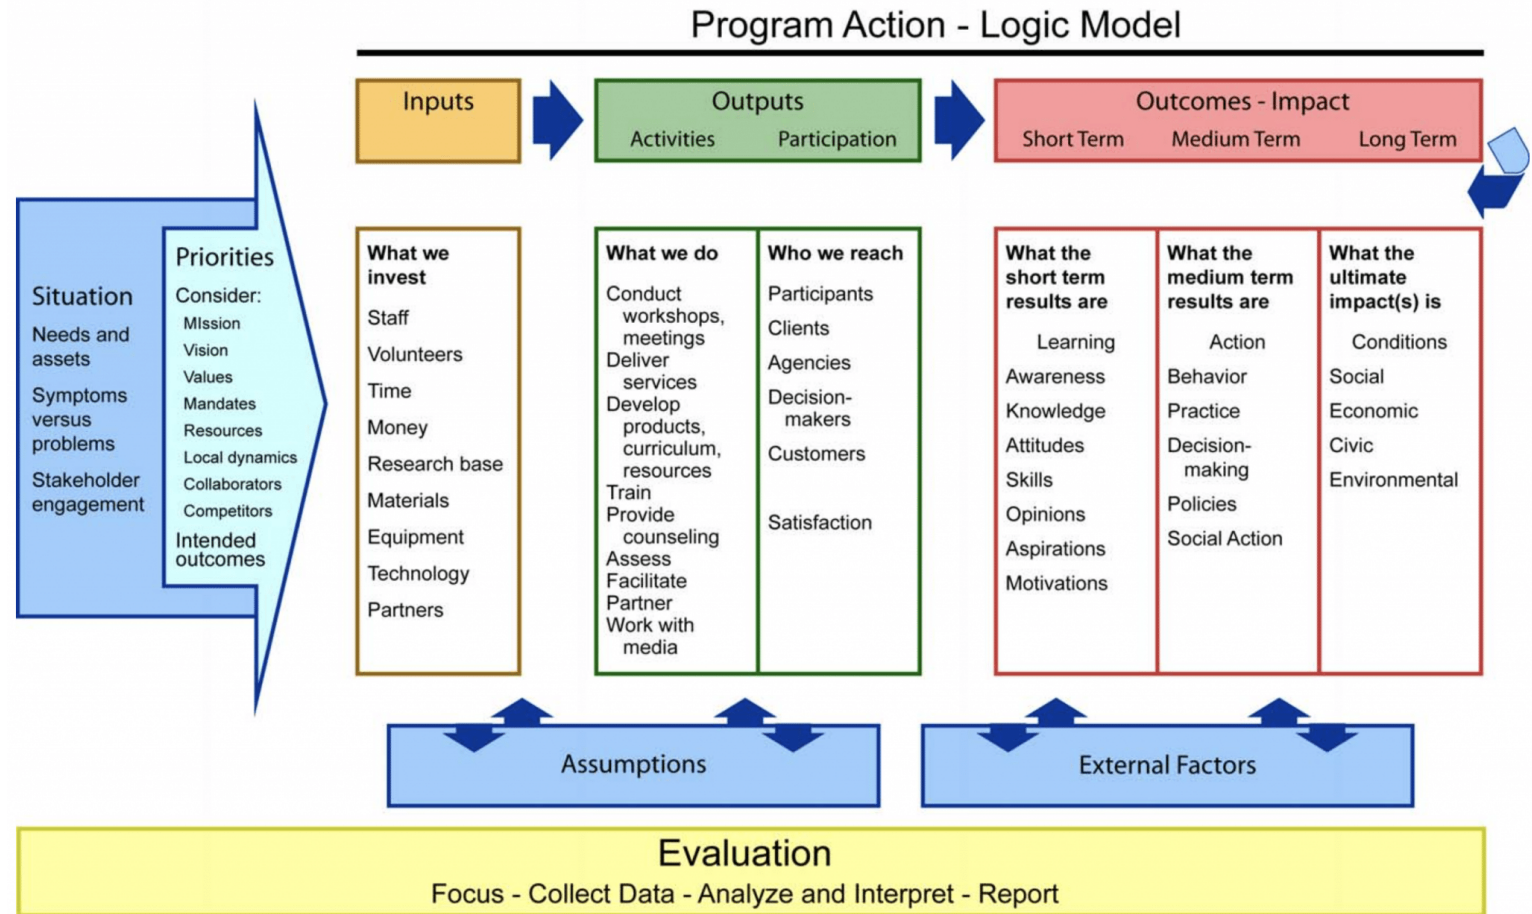 Program Action - Logic Model
Inputs
Outputs
Activities
Participation
Outcomes - Impact
Short Term
Medium Term
Long Term
Situation
Needs and
assets
Symptoms
versus
problems
Stakeholder
engagement
Priorities
Consider:
MIssion
Vision
Values
Mandates
Resources
Local dynamics
Collaborators
Competitors
Intended
outcomes
What we
invest
Staff
Volunteers
Time
Money
Research base
Materials
Equipment
Technology
Partners
What we do
Conduct
workshops,
meetings
Deliver
services
Develop
products,
curriculum,
resources
Train
Provide
counseling
Assess
Facilitate
Partner
Work with
media
Who we reach
Participants
Clients
Agencies
Decision-
makers
Customers
Satisfaction
What the
short term
results are
Learning
Awareness
Knowledge
Attitudes
Skills
Opinions
Aspirations
Motivations
What the
medium term
results are
Action
Behavior
Practice
Decision-
making
Policies
Social Action
What the
ultimate
impact(s) is
Conditions
Social
Economic
Civic
Environmental
Assumptions
External Factors
Evaluation
Focus - Collect Data - Analyze and Interpret - Report